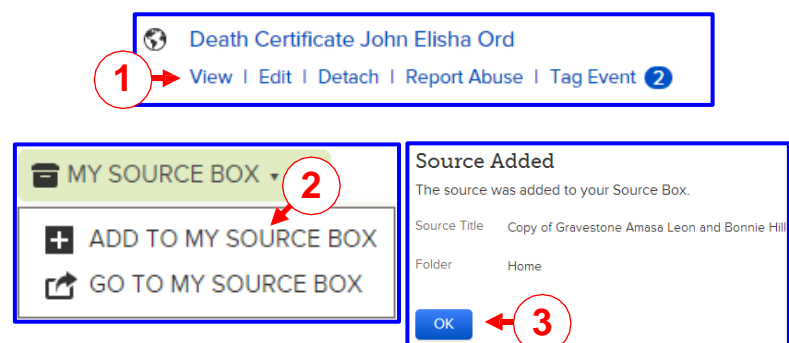 Death Certificate John Elisha Ord
1 View | Edit | Detach | Report Abuse | Tag Event 2
MY SOURCE BOX
2
ADD TO MY SOURCE BOX
GO TO MY SOURCE BOX
Source Added
The source was added to your Source Box.
Source Title Copy of Gravestone Amasa Leon and Bonnie Hill
Folder Home
OK 3